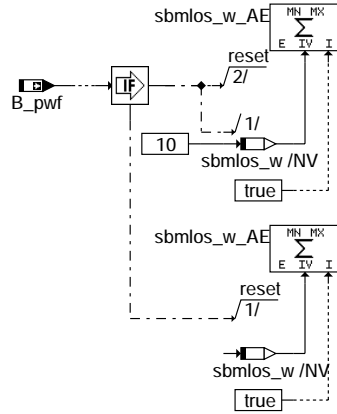 sbmlos_w_AE
MN MX
E IV I
reset
2/
B_pwf
IF
1/
10
sbmlos_w /NV
true
sbmlos_w_AE
MN MX
E IV I
reset
1/
sbmlos_w /NV
true